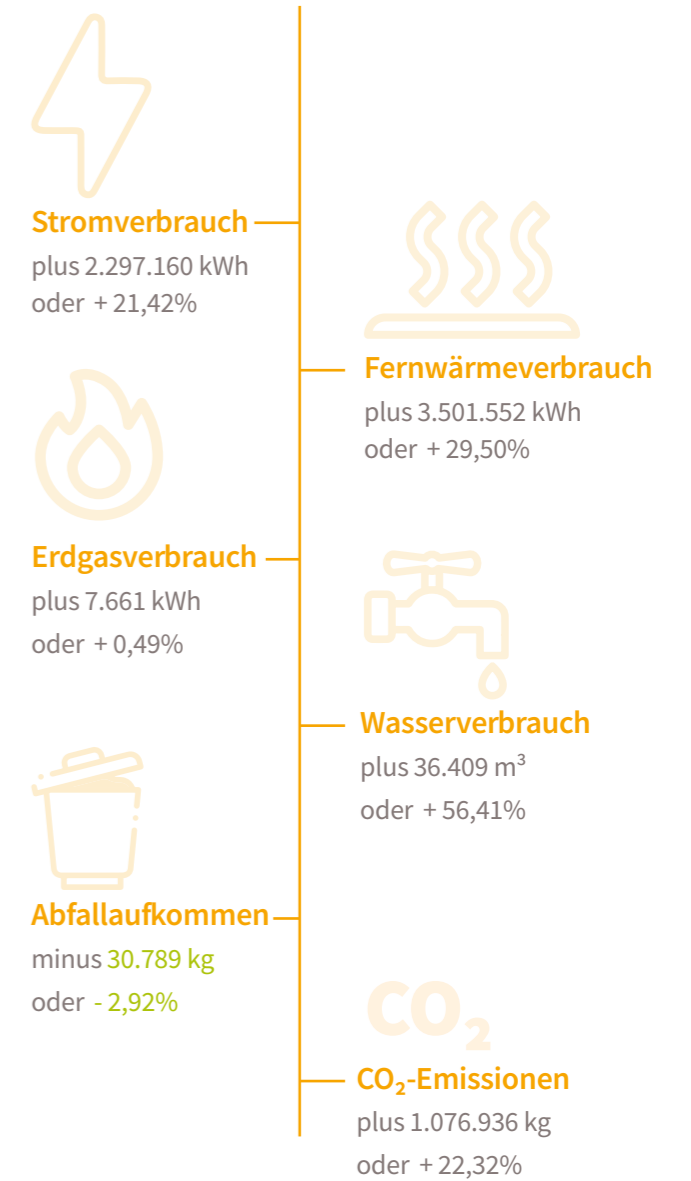 Stromverbrauch
plus 2.297.160 kWh
oder + 21,42%
Fernwärmeverbrauch
plus 3.501.552 kWh
oder + 29,50%
Erdgasverbrauch
plus 7.661 kWh
oder + 0,49%
Wasserverbrauch
plus 36.409 m³
oder + 56,41%
Abfallaufkommen
minus 30.789 kg
oder - 2,92%
CO₂
CO₂-Emissionen
plus 1.076.936 kg
oder + 22,32%